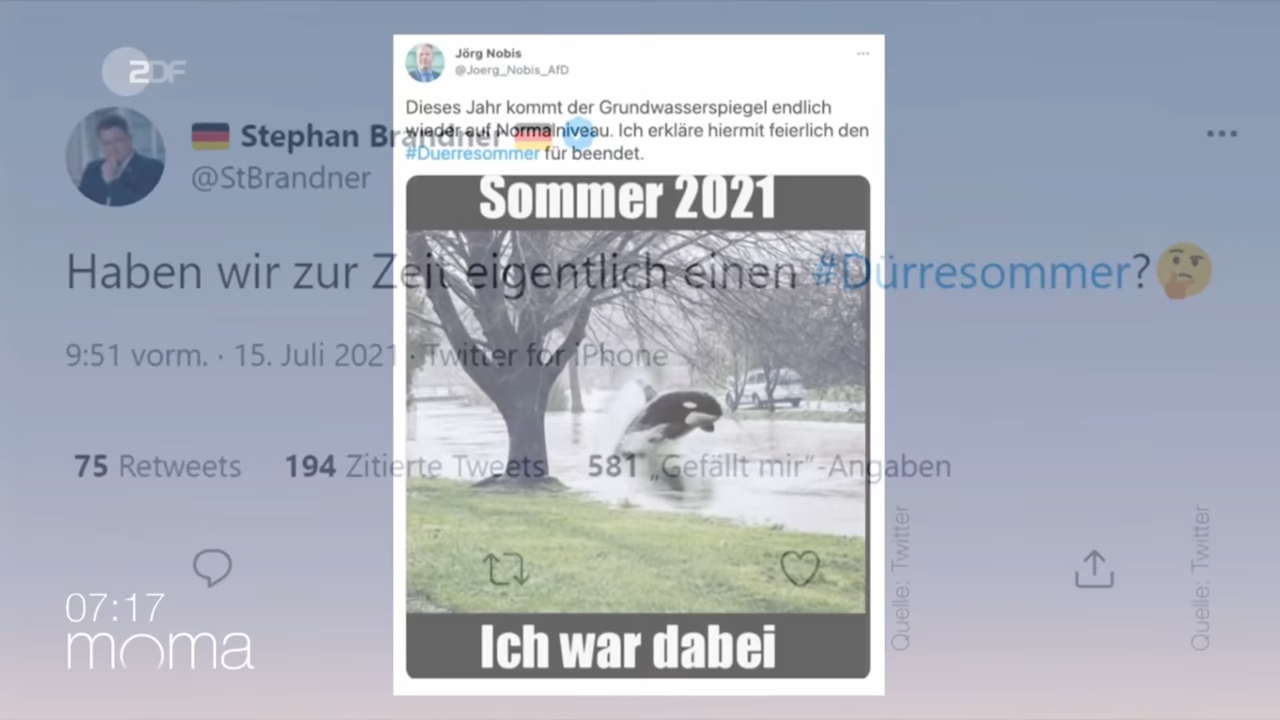 ZDF
Jörg Nobis
@Joerg_Nobis_AfD
Dieses Jahr kommt der Grundwasserspiegel endlich
wieder auf Normalniveau. Ich erkläre hiermit feierlich den
#Duerresommer für beendet.
Sommer 2021
Ich war dabei
Stephan Brandner
@StBrandner
Haben wir zur Zeit eigentlich einen #Dürresommer?
9:51 vorm. · 15. Juli 2021 · Twitter for iPhone
75 Retweets 194 Zitierte Tweets 581 „Gefällt mir“-Angaben
Quelle: Twitter
Quelle: Twitter
07:17
moma